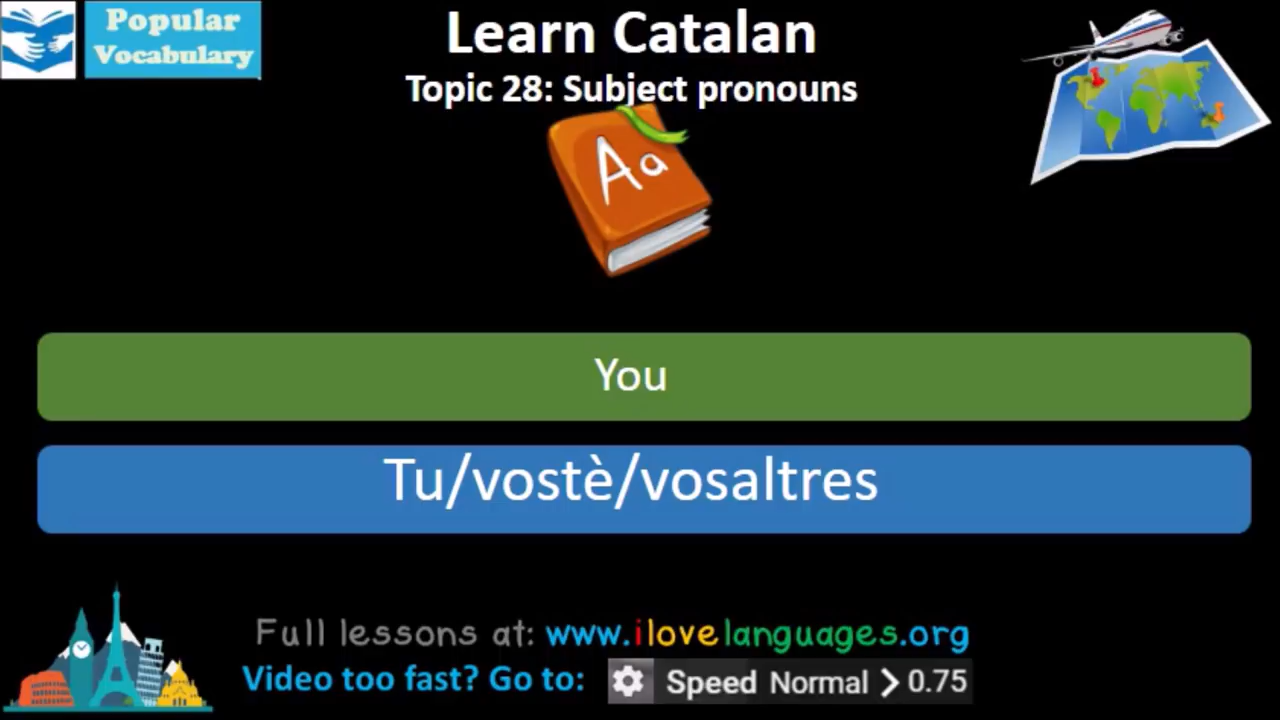 Popular
Vocabulary
Learn Catalan
Topic 28: Subject pronouns
Aa
You
Tu/vostè/vosaltres
Full lessons at: www.ilovelanguages.org
Video too fast? Go to: Speed Normal > 0.75